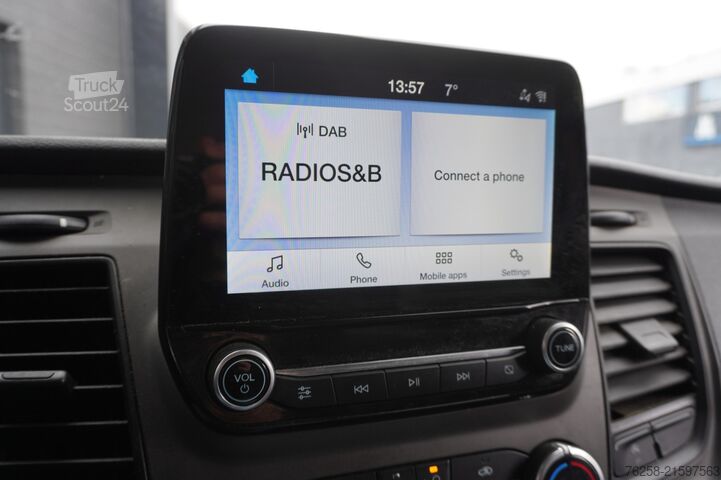 Truck
Scout24
13:57 7°
DAB
RADIOS&B
Connect a phone
Audio
Phone
Mobile apps
Settings
VOL
TUNE
76258-21597563